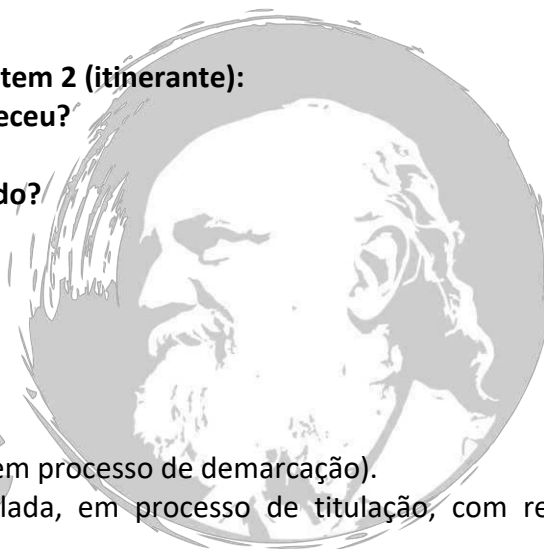 tem 2 (itinerante):
eceu?
do?
em processo de demarcação).
lada, em processo de titulação, com re